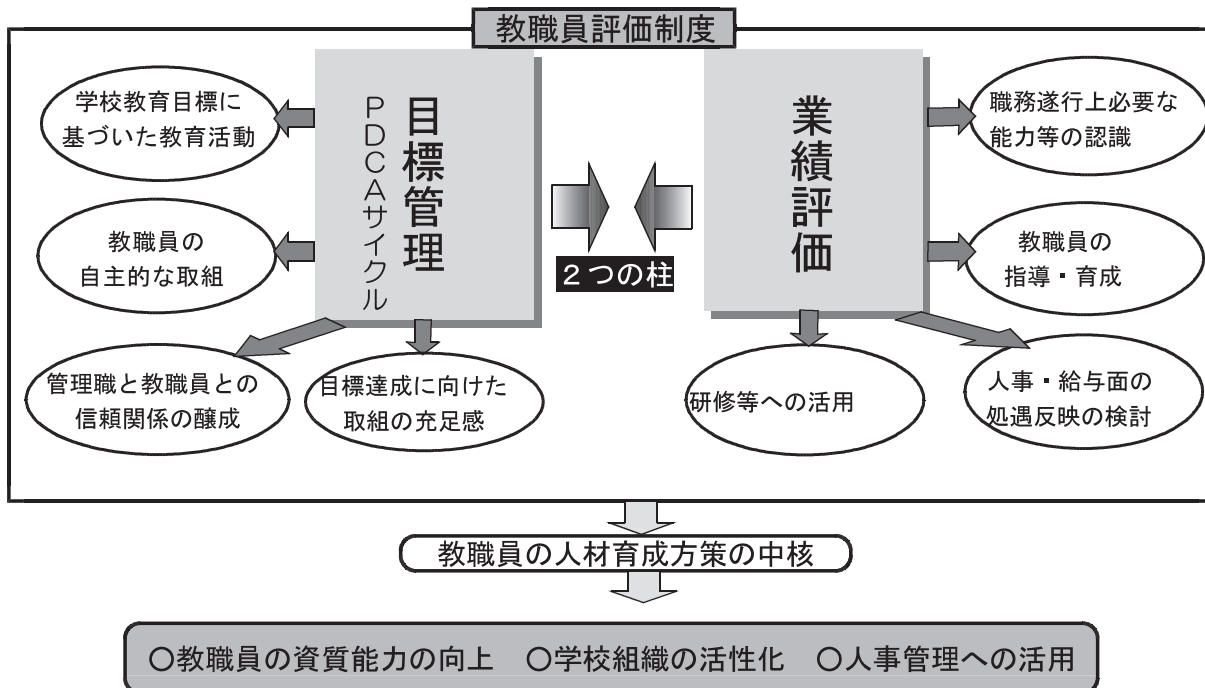 教職員評価制度
目標管理
PDCAサイクル
学校教育目標に
基づいた教育活動
教職員の
自主的な取組
管理職と教職員との
信頼関係の醸成
目標達成に向けた
取組の充足感
２つの柱
業績評価
職務遂行上必要な
能力等の認識
教職員の
指導・育成
研修等への活用
人事・給与面の
処遇反映の検討
教職員の人材育成方策の中核
○教職員の資質能力の向上　○学校組織の活性化　○人事管理への活用